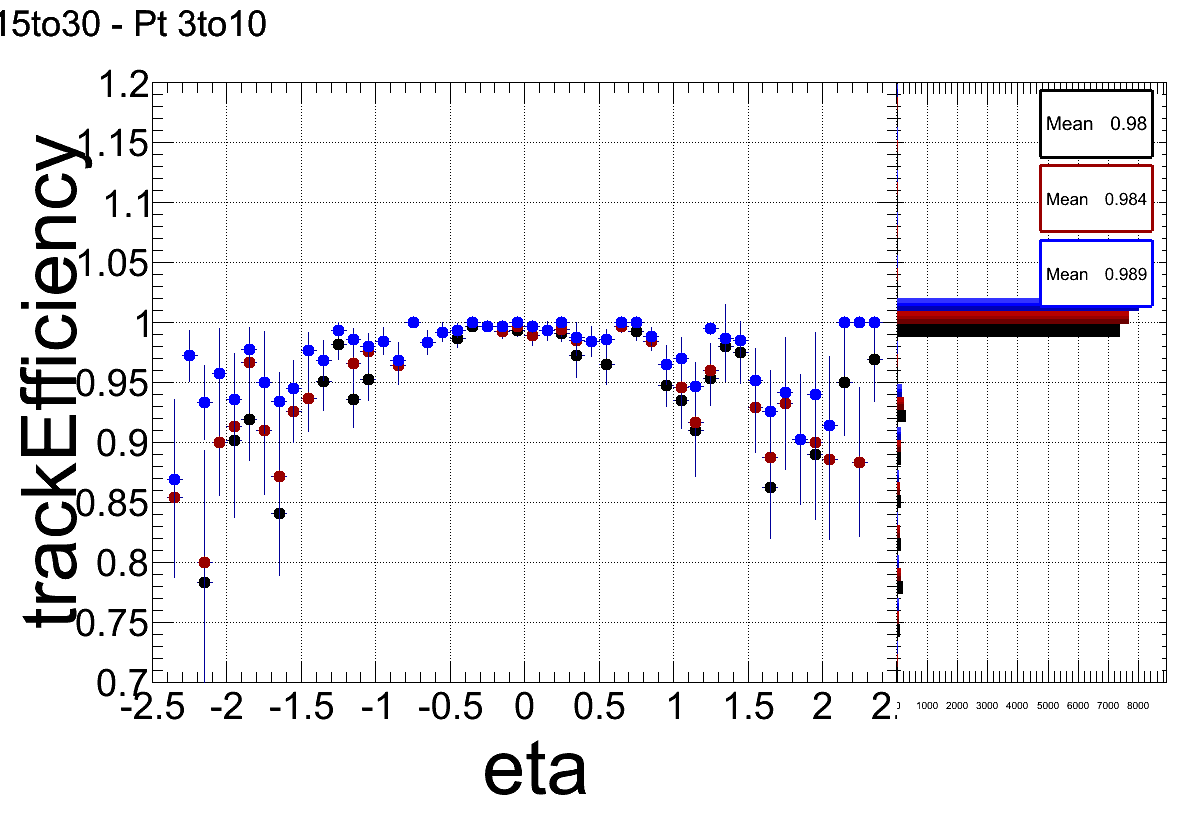 15to30 - Pt 3to10
trackEfficiency
1.2
1.15
1.1
1.05
1
0.95
0.9
0.85
0.8
0.75
0.7
-2.5 -2 -1.5 -1 -0.5 0 0.5 1 1.5 2 2.
eta
Mean 0.98
Mean 0.984
Mean 0.989
0 1000 2000 3000 4000 5000 6000 7000 8000